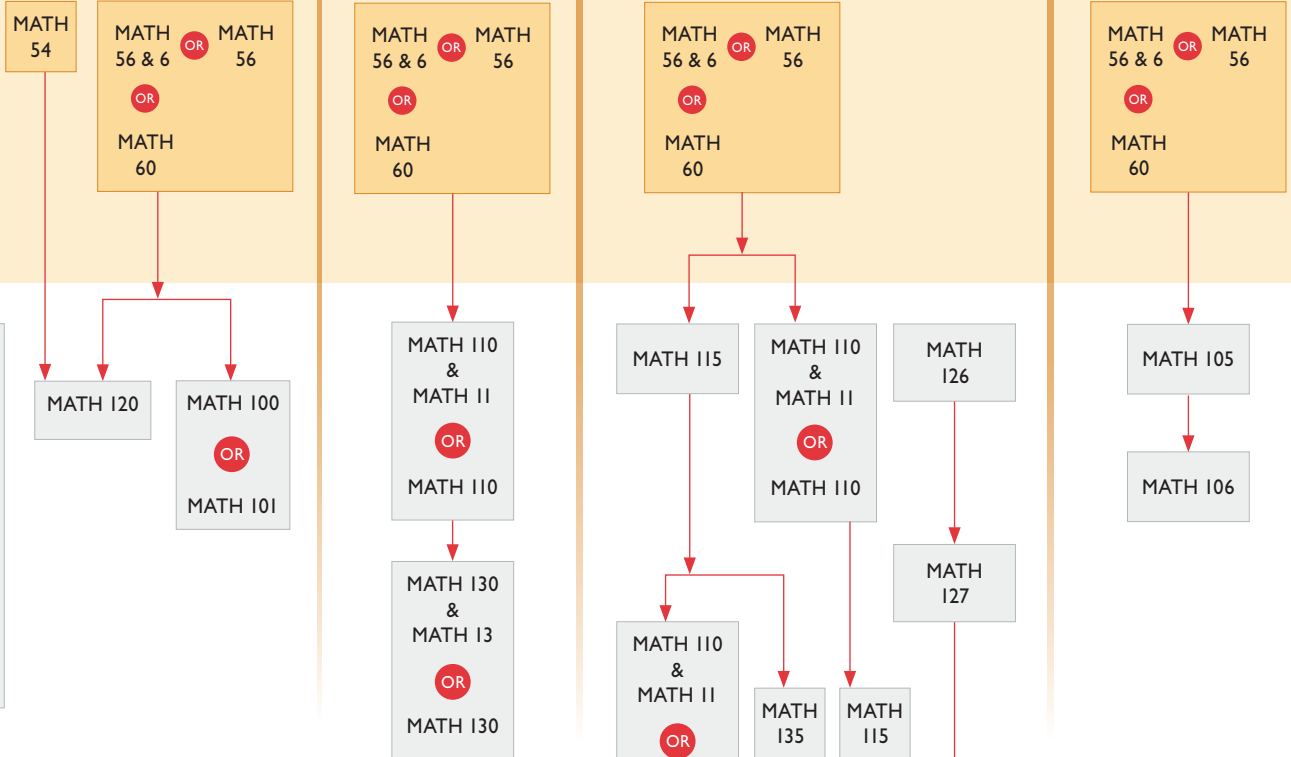 MATH
54
MATH
56 & 6
OR
MATH
56
OR
MATH
60
MATH 120
MATH 100
OR
MATH 101
MATH
56 & 6
OR
MATH
56
OR
MATH
60
MATH 110
&
MATH 11
OR
MATH 110
MATH 130
&
MATH 13
OR
MATH 130
MATH
56 & 6
OR
MATH
56
OR
MATH
60
MATH 115
MATH 110
&
MATH 11
OR
MATH 110
MATH
126
MATH
127
MATH 110
&
MATH 11
OR
MATH
135
MATH
115
MATH
56 & 6
OR
MATH
56
OR
MATH
60
MATH 105
MATH 106